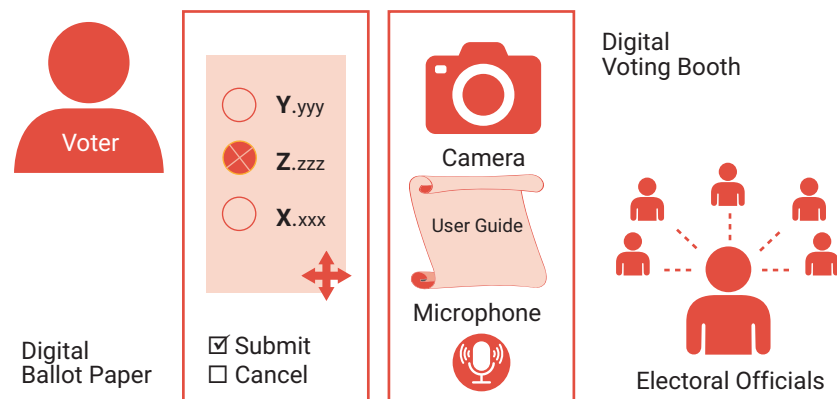 Voter
Digital
Ballot Paper
Y.yyy
Z.zzz
X.xxx
☑ Submit
☐ Cancel
Camera
User Guide
Microphone
Digital
Voting Booth
Electoral Officials